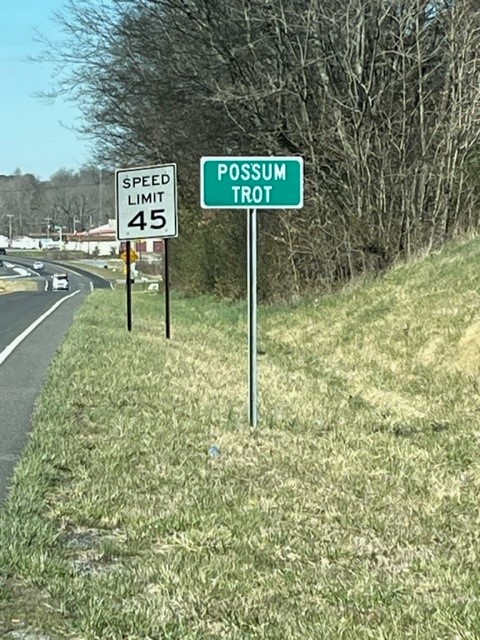 SPEED
LIMIT
45
POSSUM
TROT